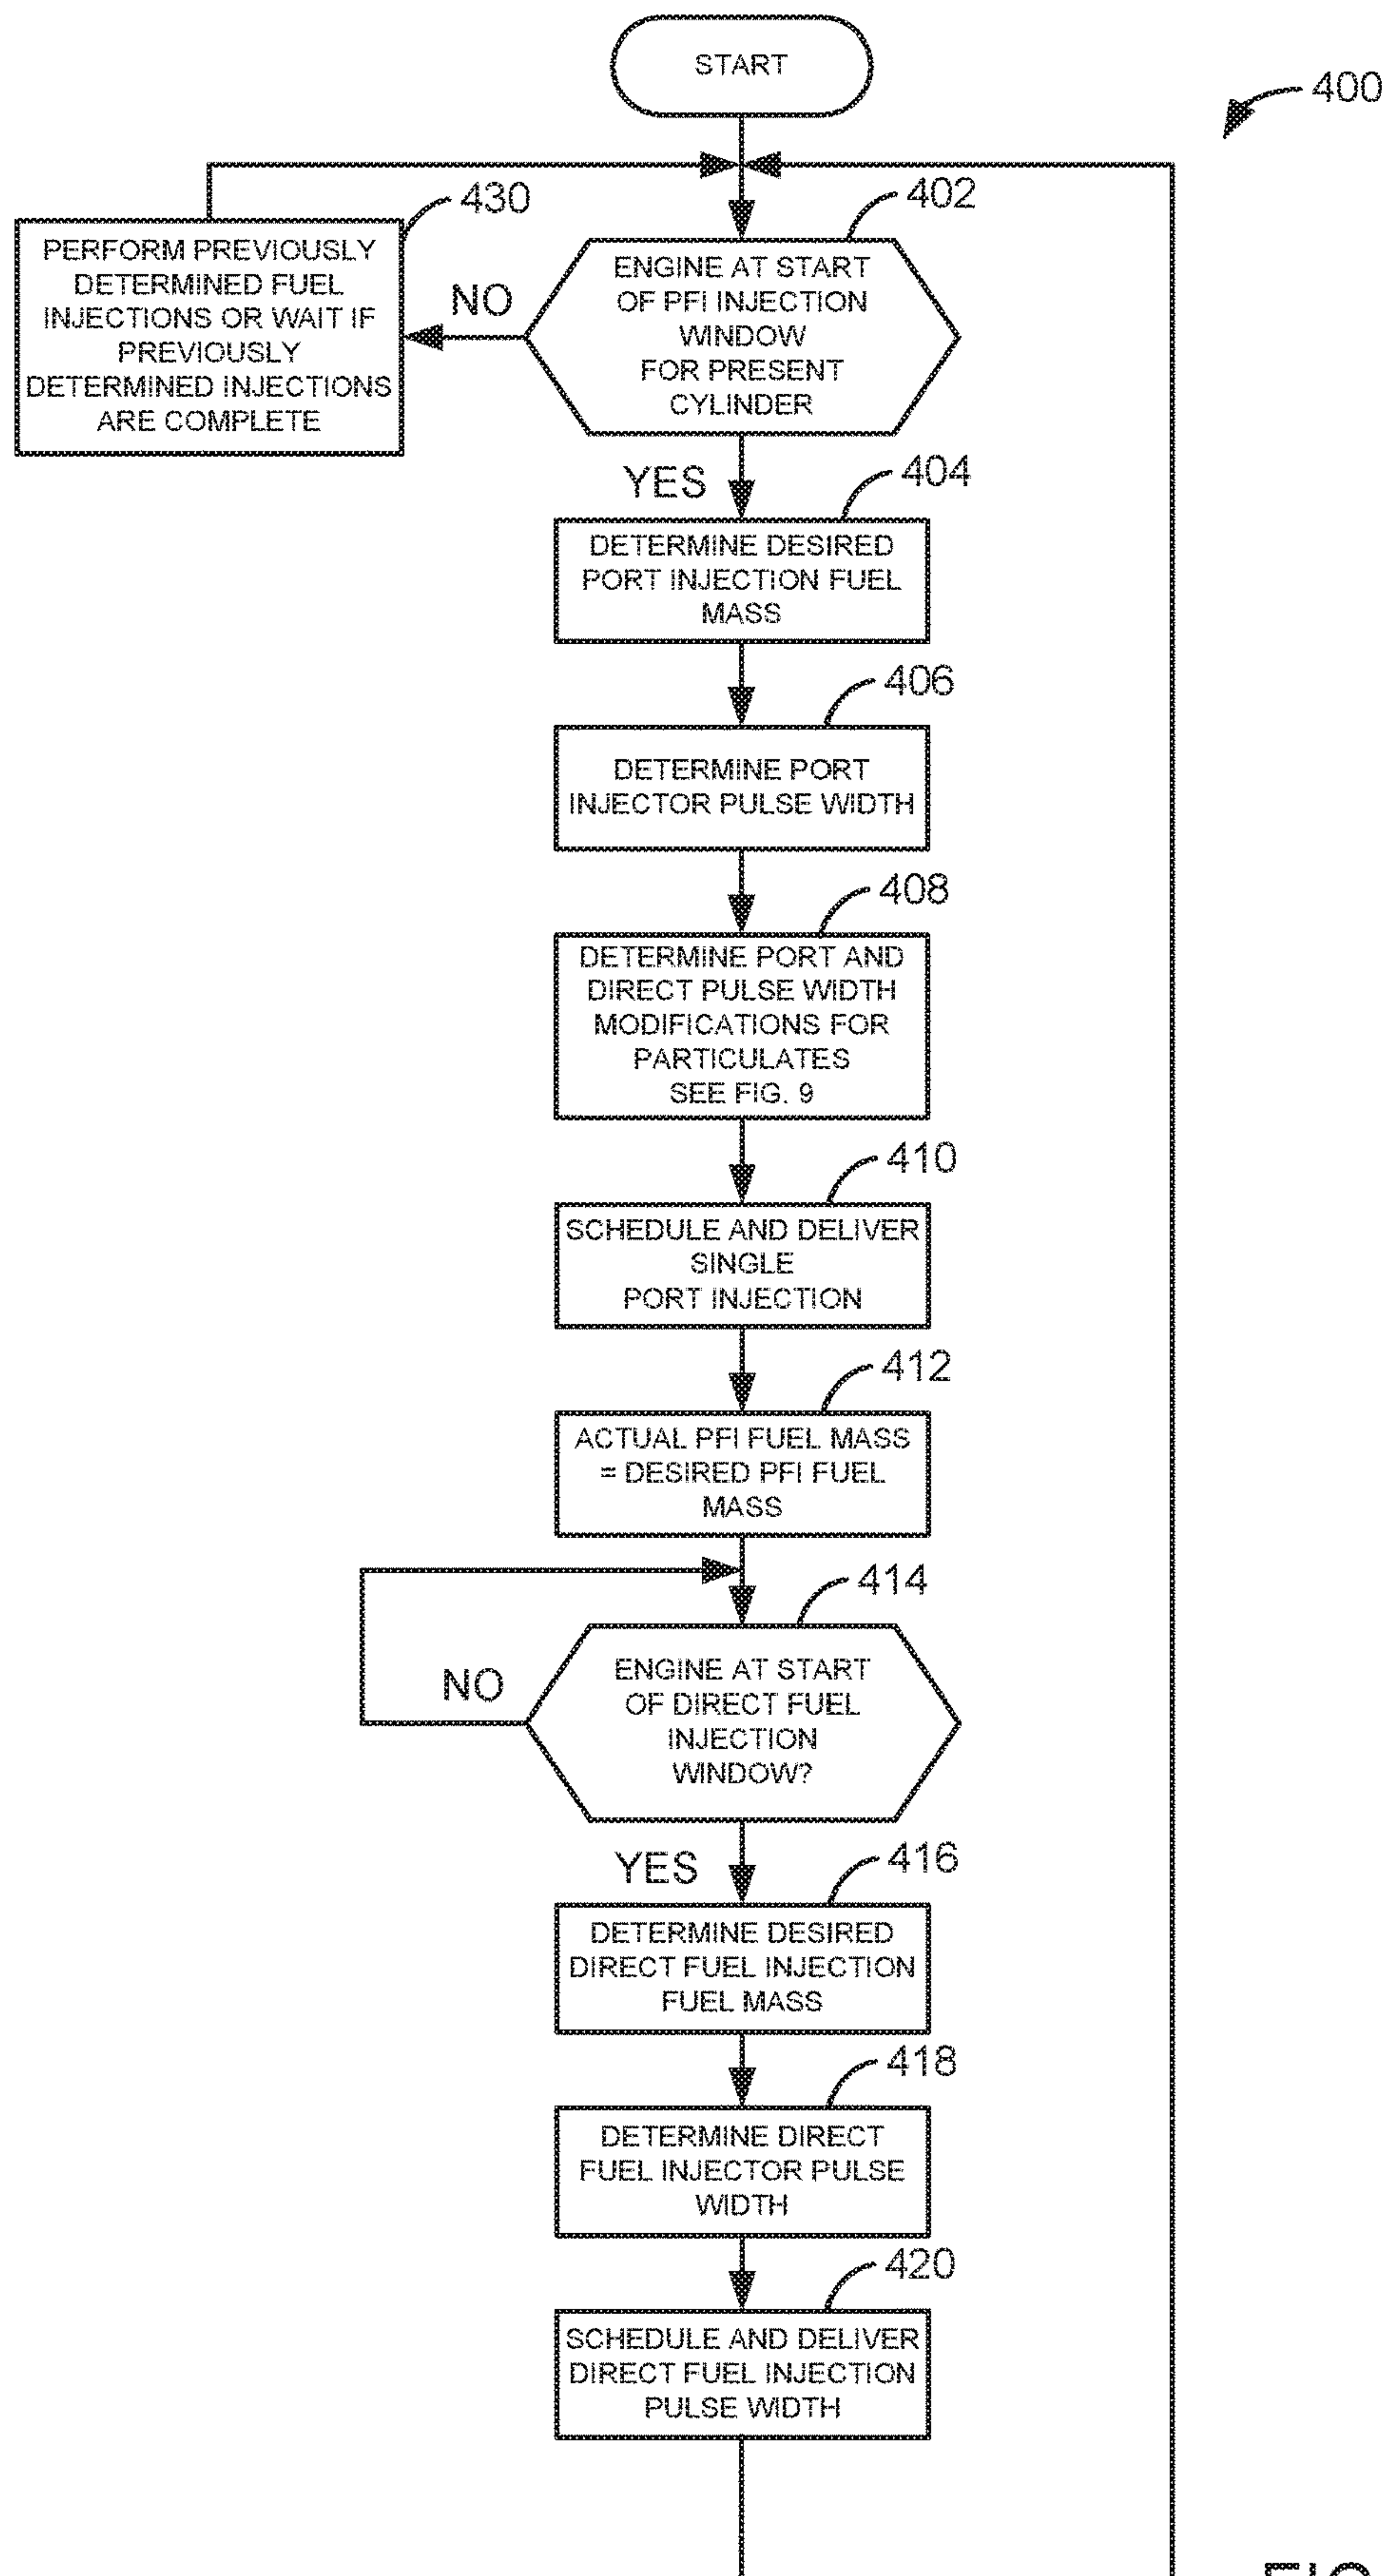 START
400
430
402
PERFORM PREVIOUSLY
DETERMINED FUEL
INJECTIONS OR WAIT IF
PREVIOUSLY
DETERMINED INJECTIONS
ARE COMPLETE
NO
ENGINE AT START
OF PFI INJECTION
WINDOW
FOR PRESENT
CYLINDER
YES
404
DETERMINE DESIRED
PORT INJECTION FUEL
MASS
406
DETERMINE PORT
INJECTOR PULSE WIDTH
408
DETERMINE PORT AND
DIRECT PULSE WIDTH
MODIFICATIONS FOR
PARTICULATES
SEE FIG. 9
410
SCHEDULE AND DELIVER
SINGLE
PORT INJECTION
412
ACTUAL PFI FUEL MASS
= DESIRED PFI FUEL
MASS
414
NO
ENGINE AT START
OF DIRECT FUEL
INJECTION
WINDOW?
YES
416
DETERMINE DESIRED
DIRECT FUEL INJECTION
FUEL MASS
418
DETERMINE DIRECT
FUEL INJECTOR PULSE
WIDTH
420
SCHEDULE AND DELIVER
DIRECT FUEL INJECTION
PULSE WIDTH